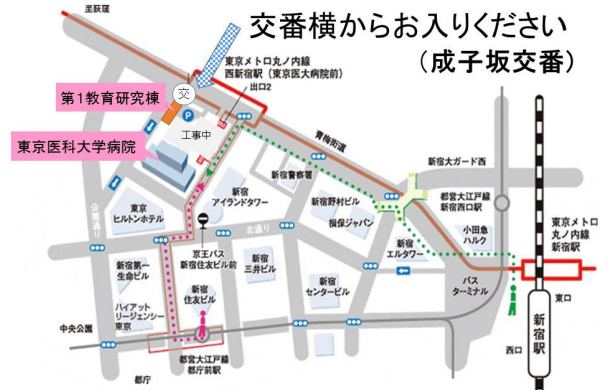 至荻窪
交番横からお入りください
（成子坂交番）
東京メトロ丸ノ内線
西新宿駅（東京医大病院前）
出口2
交
第1教育研究棟
P
工事中
東京医科大学病院
青梅街道
新宿大ガード西
新宿警察署
都営大江戸線
新宿西口駅
東京
ヒルトンホテル
新宿
アイランドタワー
新宿野村ビル
損保ジャパン
小田急
ハルク
東京メトロ
丸ノ内線
新宿駅
公園通り
北通り
新宿
エルタワー
京王バス
新宿住友ビル前
新宿第一
生命ビル
新宿
三井ビル
新宿
センタービル
バス
ターミナル
東口
ハイアット
リージェンシー
東京
新宿
住友ビル
中央公園
新宿駅
西口
都営大江戸線
都庁前駅
都庁